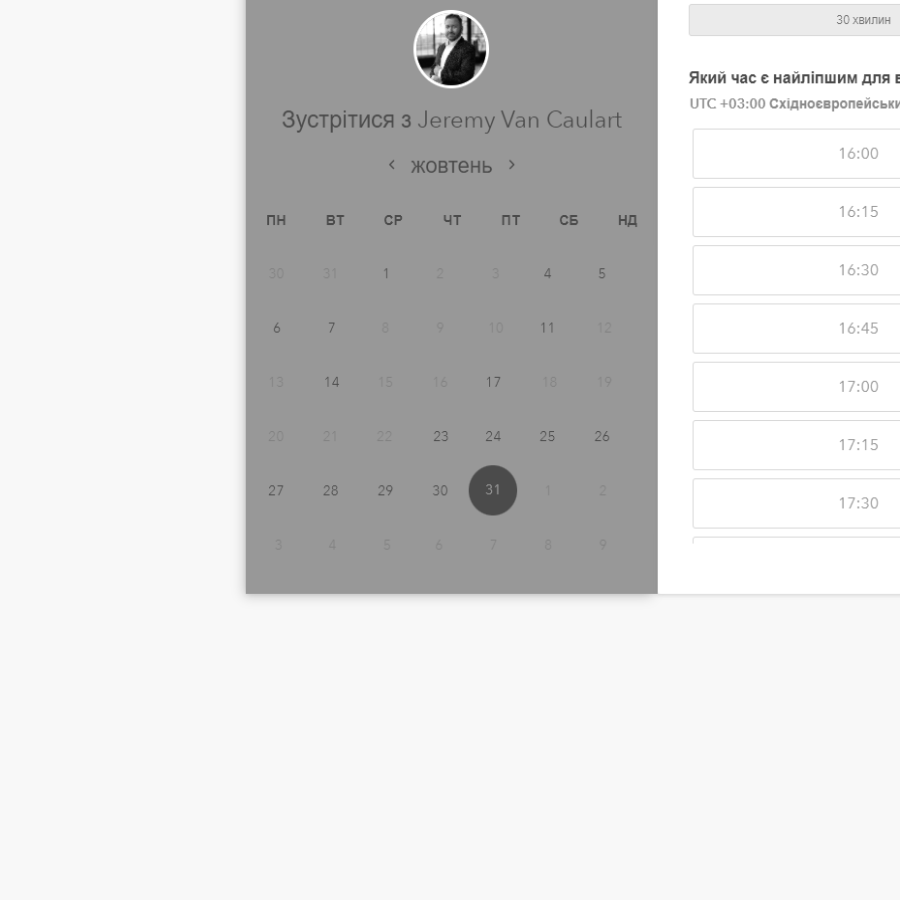 Зустрітися з Jeremy Van Caulart
жовтень
ПН ВТ СР ЧТ ПТ СБ НД
30 31 1 2 3 4 5
6 7 8 9 10 11 12
13 14 15 16 17 18 19
20 21 22 23 24 25 26
27 28 29 30 31 1 2
3 4 5 6 7 8 9
30 хвилин
Який час є найліпшим для в
UTC +03:00 Східноєвропейськи
16:00
16:15
16:30
16:45
17:00
17:15
17:30